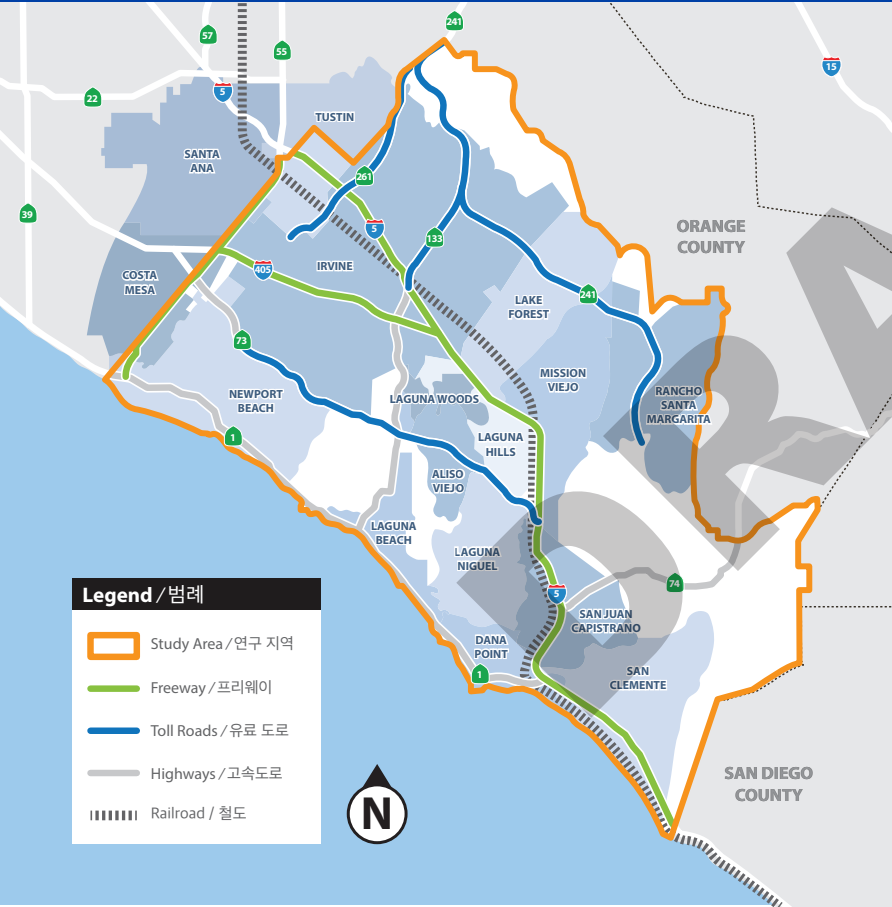 241
57
55
15
5
22
TUSTIN
SANTA
ANA
261
39
5
133
ORANGE
COUNTY
405
IRVINE
COSTA
MESA
241
LAKE
FOREST
73
MISSION
VIEJO
RANCHO
SANTA
MARGARITA
NEWPORT
BEACH
LAGUNA WOODS
1
LAGUNA
HILLS
ALISO
VIEJO
LAGUNA
BEACH
LAGUNA
NIGUEL
74
5
SAN JUAN
CAPISTRANO
DANA
POINT
1
SAN
CLEMENTE
SAN DIEGO
COUNTY
Legend / 범례
Study Area / 연구 지역
Freeway / 프리웨이
Toll Roads / 유료 도로
Highways / 고속도로
Railroad / 철도
N